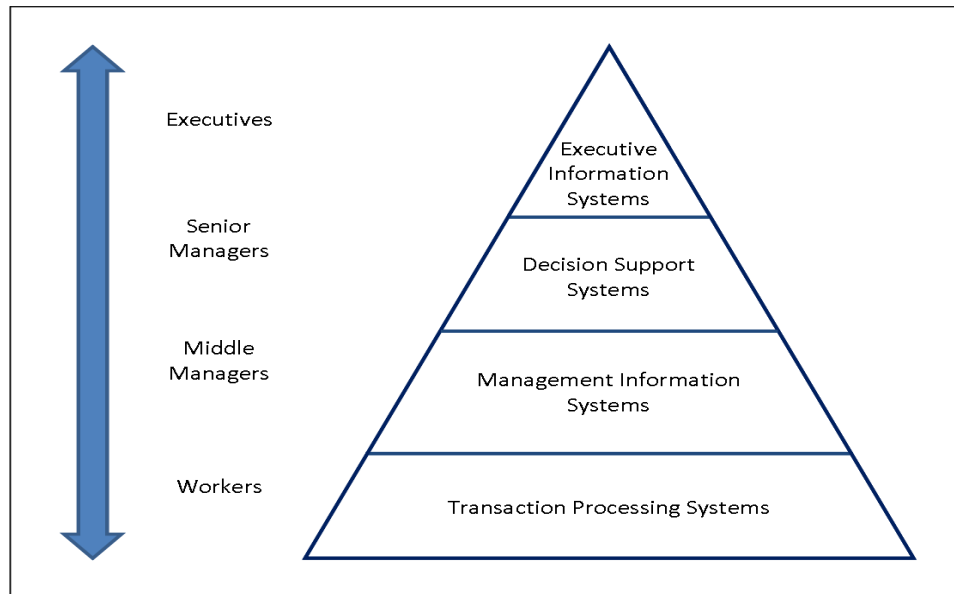 Executives
Executive
Information
Systems
Senior
Managers
Decision Support
Systems
Middle
Managers
Management Information
Systems
Workers
Transaction Processing Systems